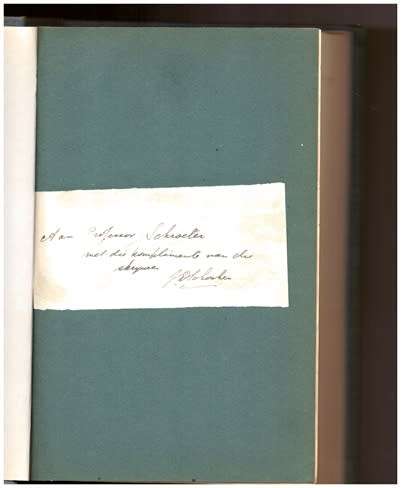 Aan Professor Schroeter
met die komplimente van die
skrywer